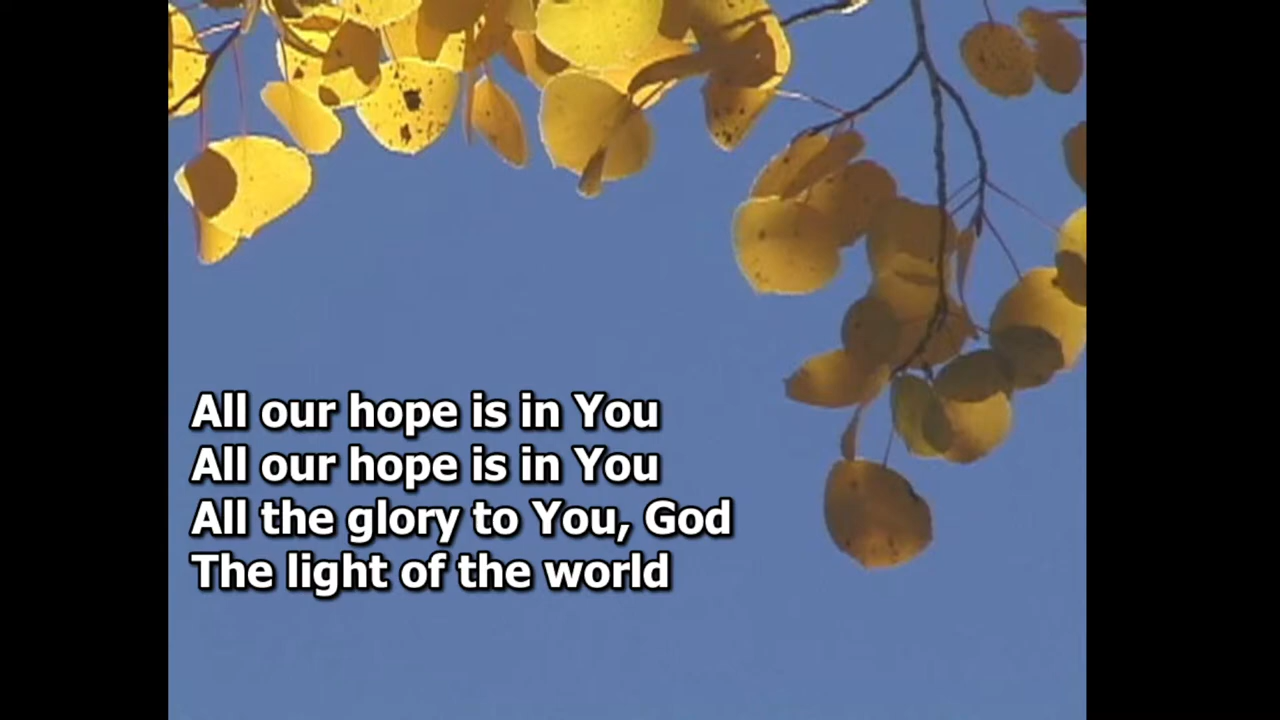 All our hope is in You
All our hope is in You
All the glory to You, God
The light of the world